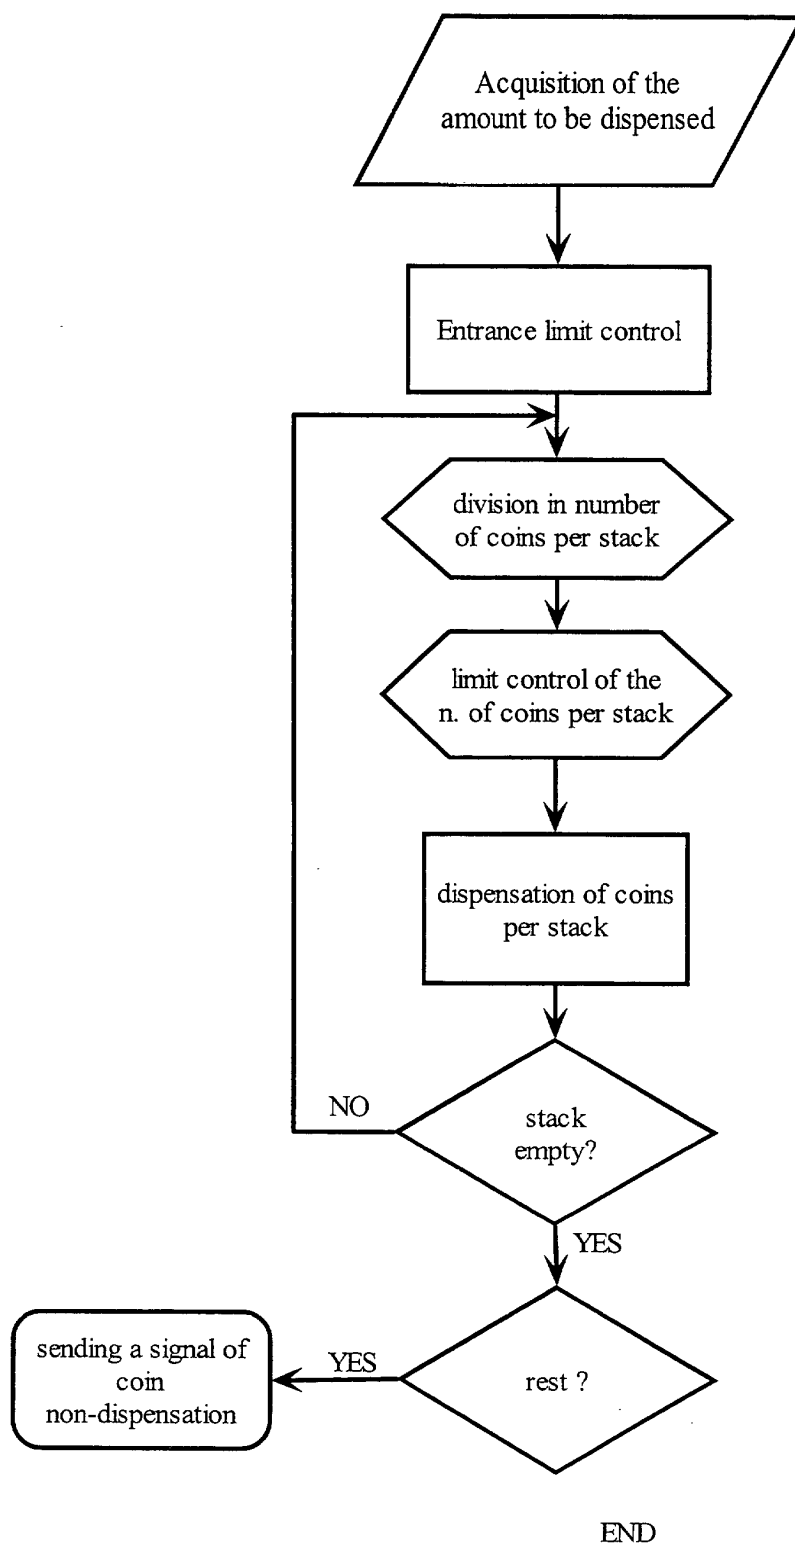 Acquisition of the
amount to be dispensed
Entrance limit control
division in number
of coins per stack
limit control of the
n. of coins per stack
dispensation of coins
per stack
NO
stack
empty?
YES
sending a signal of
coin
non-dispensation
YES
rest ?
END